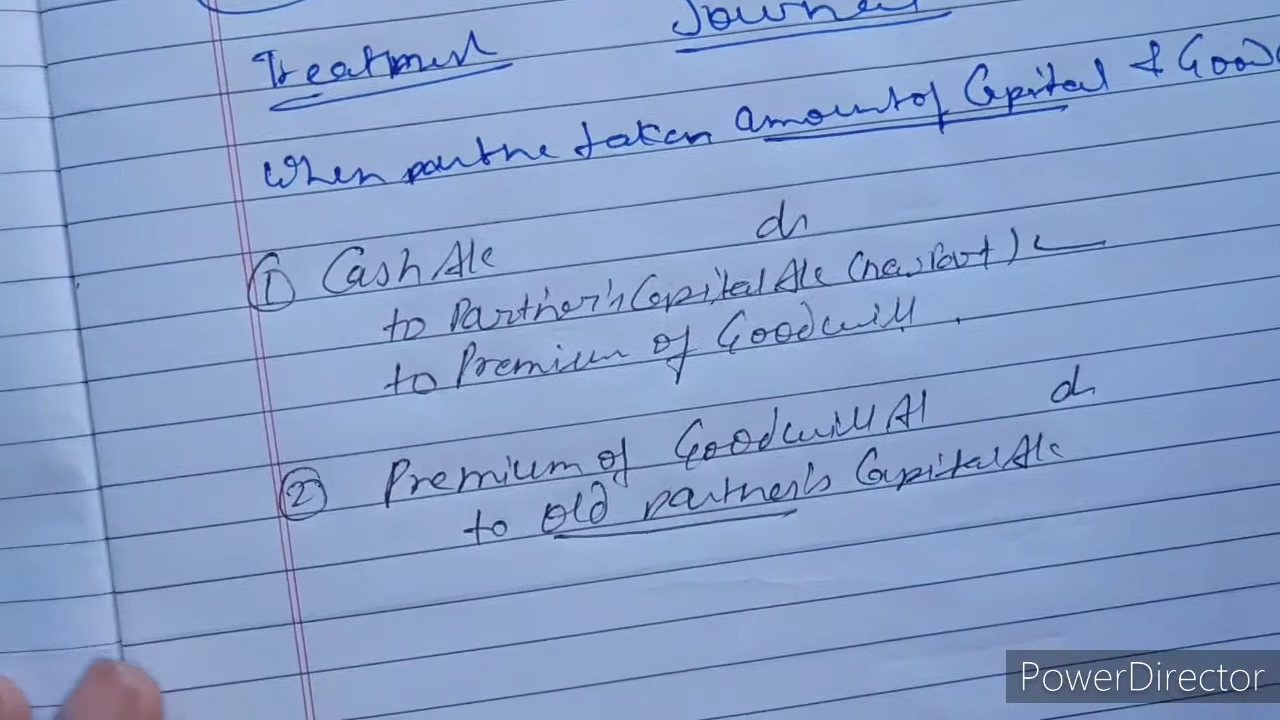 Journal
Treatment
When partne taken amount of Capital & Good
① Cash A/c dr
to Partner's Capital A/c (new Part)
to Premium of Goodwill.
② Premium of Goodwill A/ dr
to Old partner's Capital A/c
PowerDirector